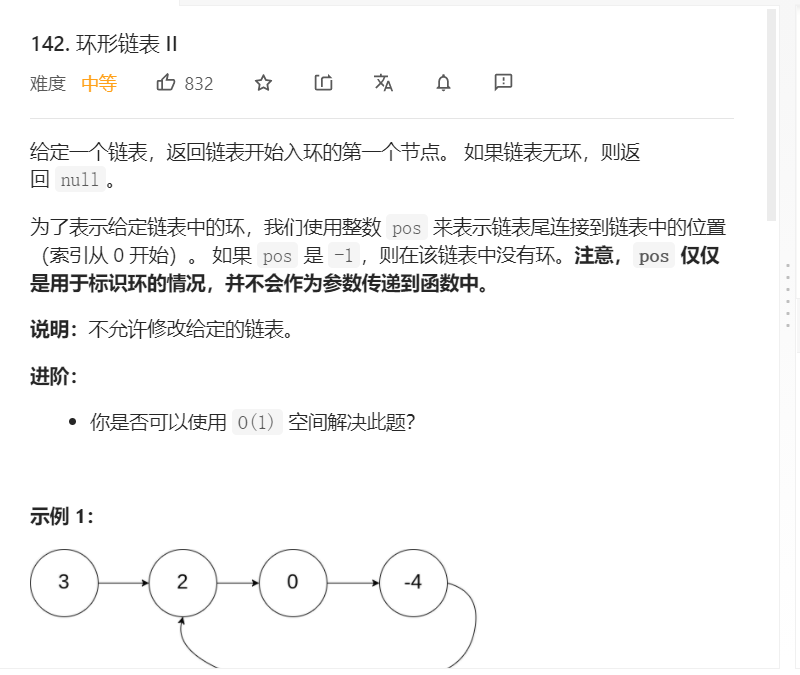 142. 环形链表 II
难度 中等 832
给定一个链表，返回链表开始入环的第一个节点。 如果链表无环，则返
回 null 。
为了表示给定链表中的环，我们使用整数 pos 来表示链表尾连接到链表中的位置
（索引从 0 开始）。 如果 pos 是 -1，则在该链表中没有环。注意，pos 仅仅
是用于标识环的情况，并不会作为参数传递到函数中。
说明：不允许修改给定的链表。
进阶：
• 你是否可以使用 O(1) 空间解决此题？
示例 1：
3 2 0 -4